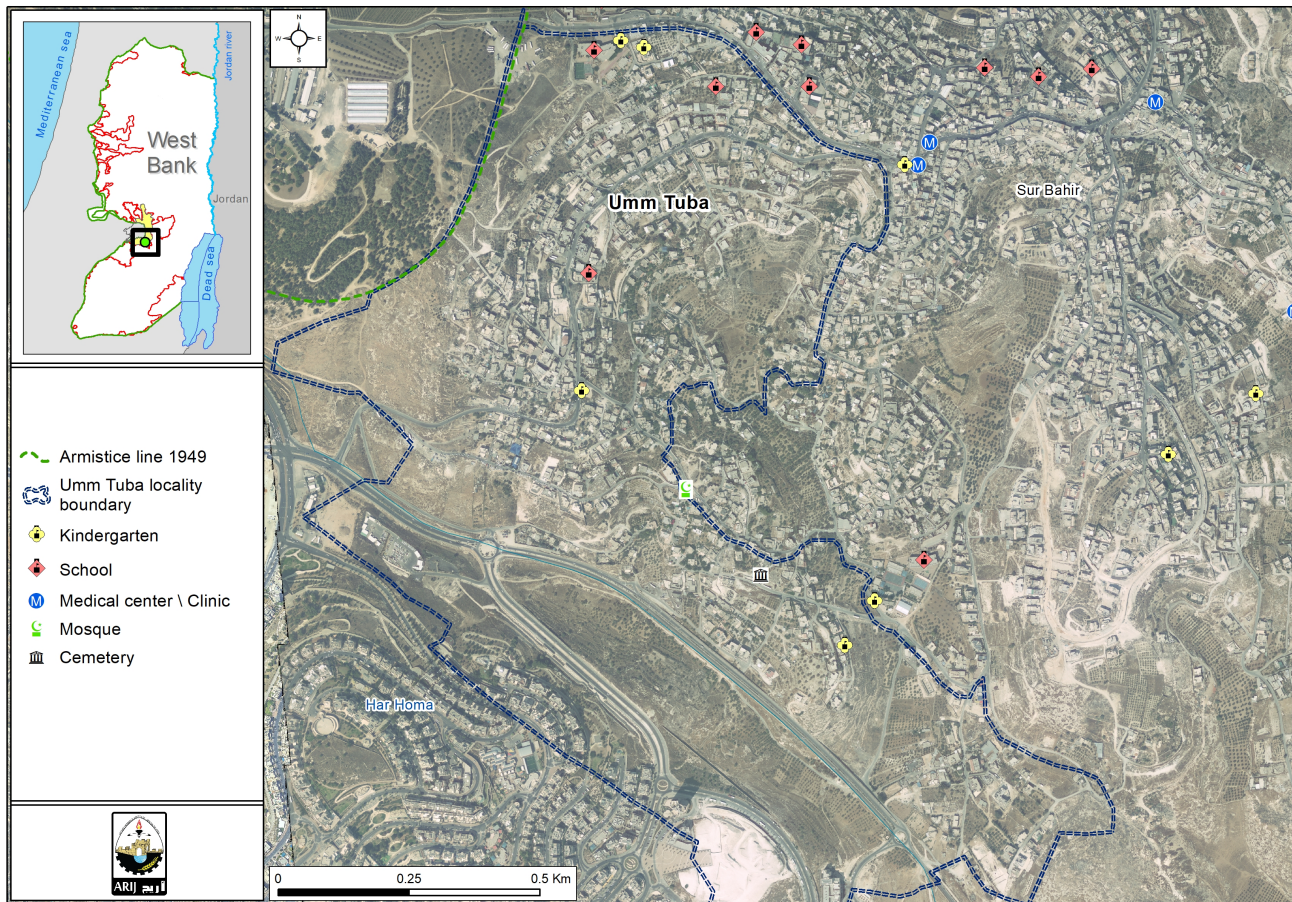 Mediterranean sea
Jordan river
West
Bank
Jordan
Dead sea
Armistice line 1949
Umm Tuba locality
boundary
Kindergarten
School
M
Medical center \ Clinic
Mosque
Cemetery
ARIJ أريج
N
W
E
S
Umm Tuba
Sur Bahir
M
M
M
Har Homa
0
0.25
0.5 Km